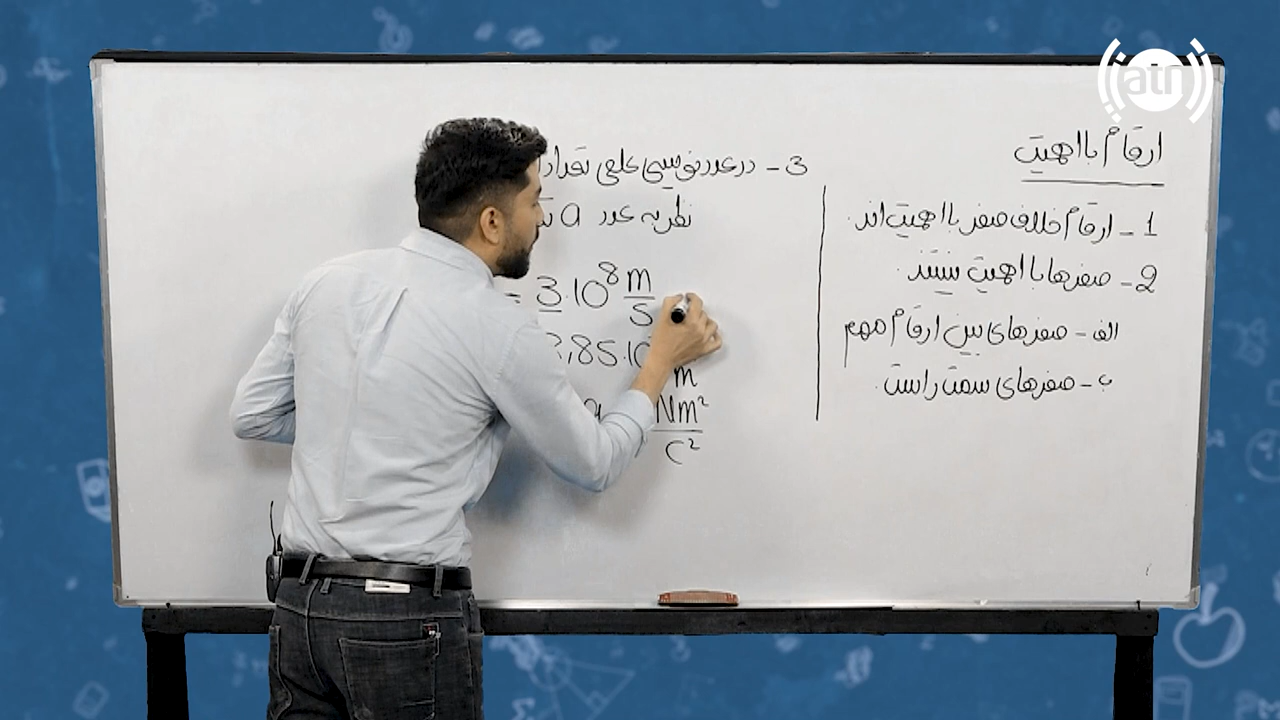 ارقام با اهمیت
1 - ارقام خلاف صفر با اهمیت اند.
2 - صفرها با اهمیت نیستند.
الف - صفرهای بین ارقام مهم
ب - صفرهای سمت راست.
3 - در عدد نویسی علمی تعداد
نظر به عدد a
= 3.10⁸ m/s
,85.10
m
Nm²/c²
atn